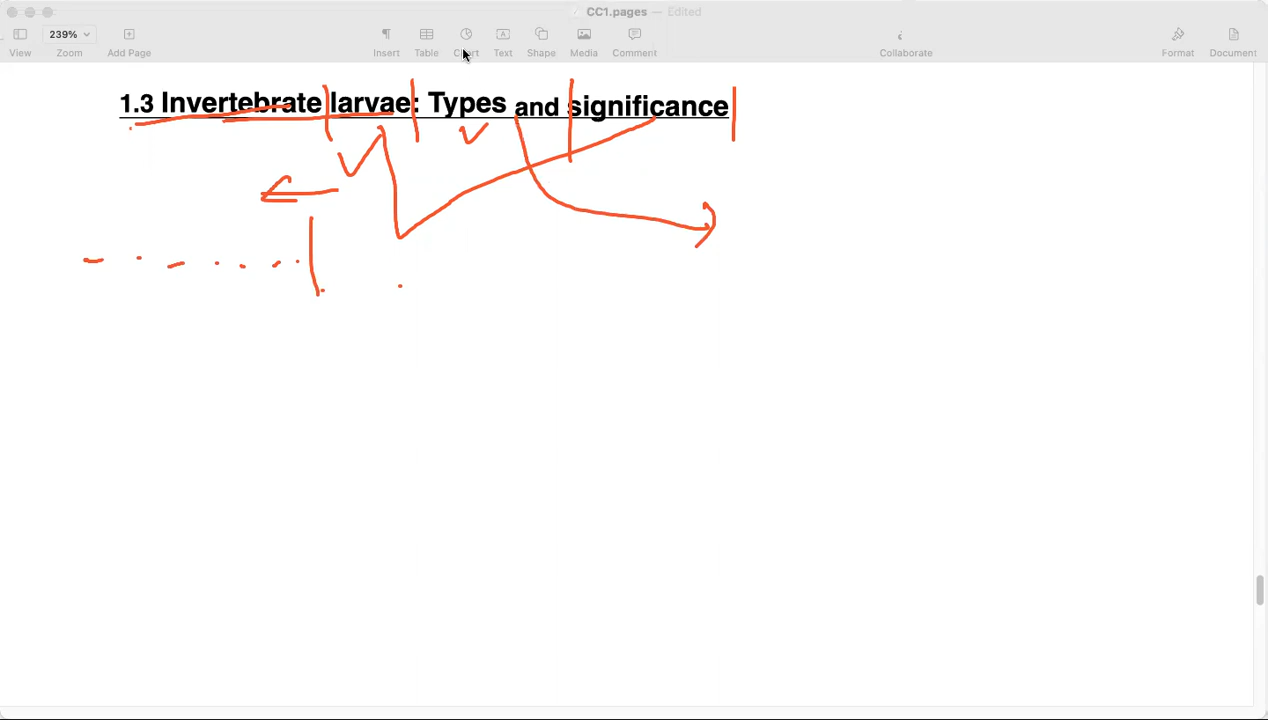 CC1.pages — Edited
239%
View Zoom Add Page Insert Table Chart Text Shape Media Comment Collaborate Format Document
1.3 Invertebrate larvae: Types and significance